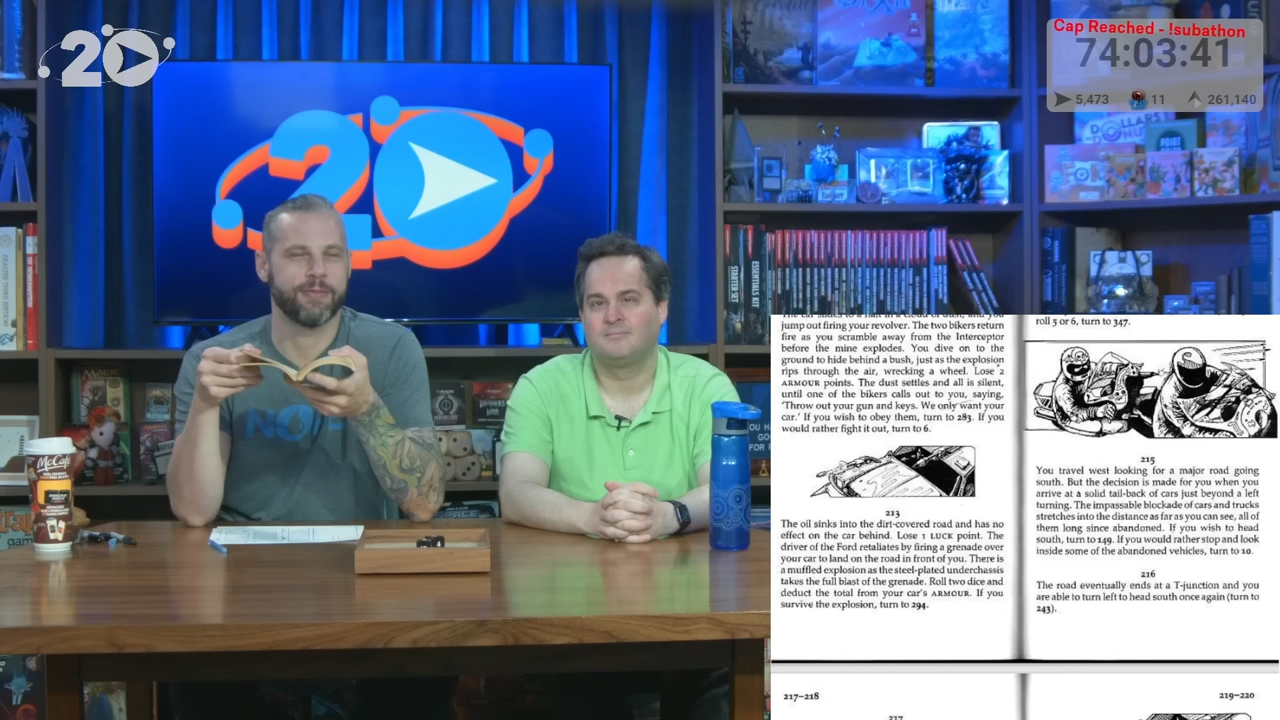 20
Cap Reached - !subathon
74:03:41
5,473 11 261,140
20
DOLLARS
STARTER SET
ESSENTIALS KIT
McCafé
Magic
NOPE
jump out firing your revolver. The two bikers return
fire as you scramble away from the Interceptor
before the mine explodes. You dive on to the
ground to hide behind a bush, just as the explosion
rips through the air, wrecking a wheel. Lose 2
ARMOUR points. The dust settles and all is silent,
until one of the bikers calls out to you, saying,
'Throw out your gun and keys. We only want your
car.' If you wish to obey them, turn to 283. If you
would rather fight it out, turn to 6.
213
The oil sinks into the dirt-covered road and has no
effect on the car behind. Lose 1 LUCK point. The
driver of the Ford retaliates by firing a grenade over
your car to land on the road in front of you. There is
a muffled explosion as the steel-plated underchassis
takes the full blast of the grenade. Roll two dice and
deduct the total from your car's ARMOUR. If you
survive the explosion, turn to 294.
roll 5 or 6, turn to 347.
215
You travel west looking for a major road going
south. But the decision is made for you when you
arrive at a solid tail-back of cars just beyond a left
turning. The impassable blockade of cars and trucks
stretches into the distance as far as you can see, all of
them long since abandoned. If you wish to head
south, turn to 149. If you would rather stop and look
inside some of the abandoned vehicles, turn to 10.
216
The road eventually ends at a T-junction and you
are able to turn left to head south once again (turn to
243).
217–218
219–220
217